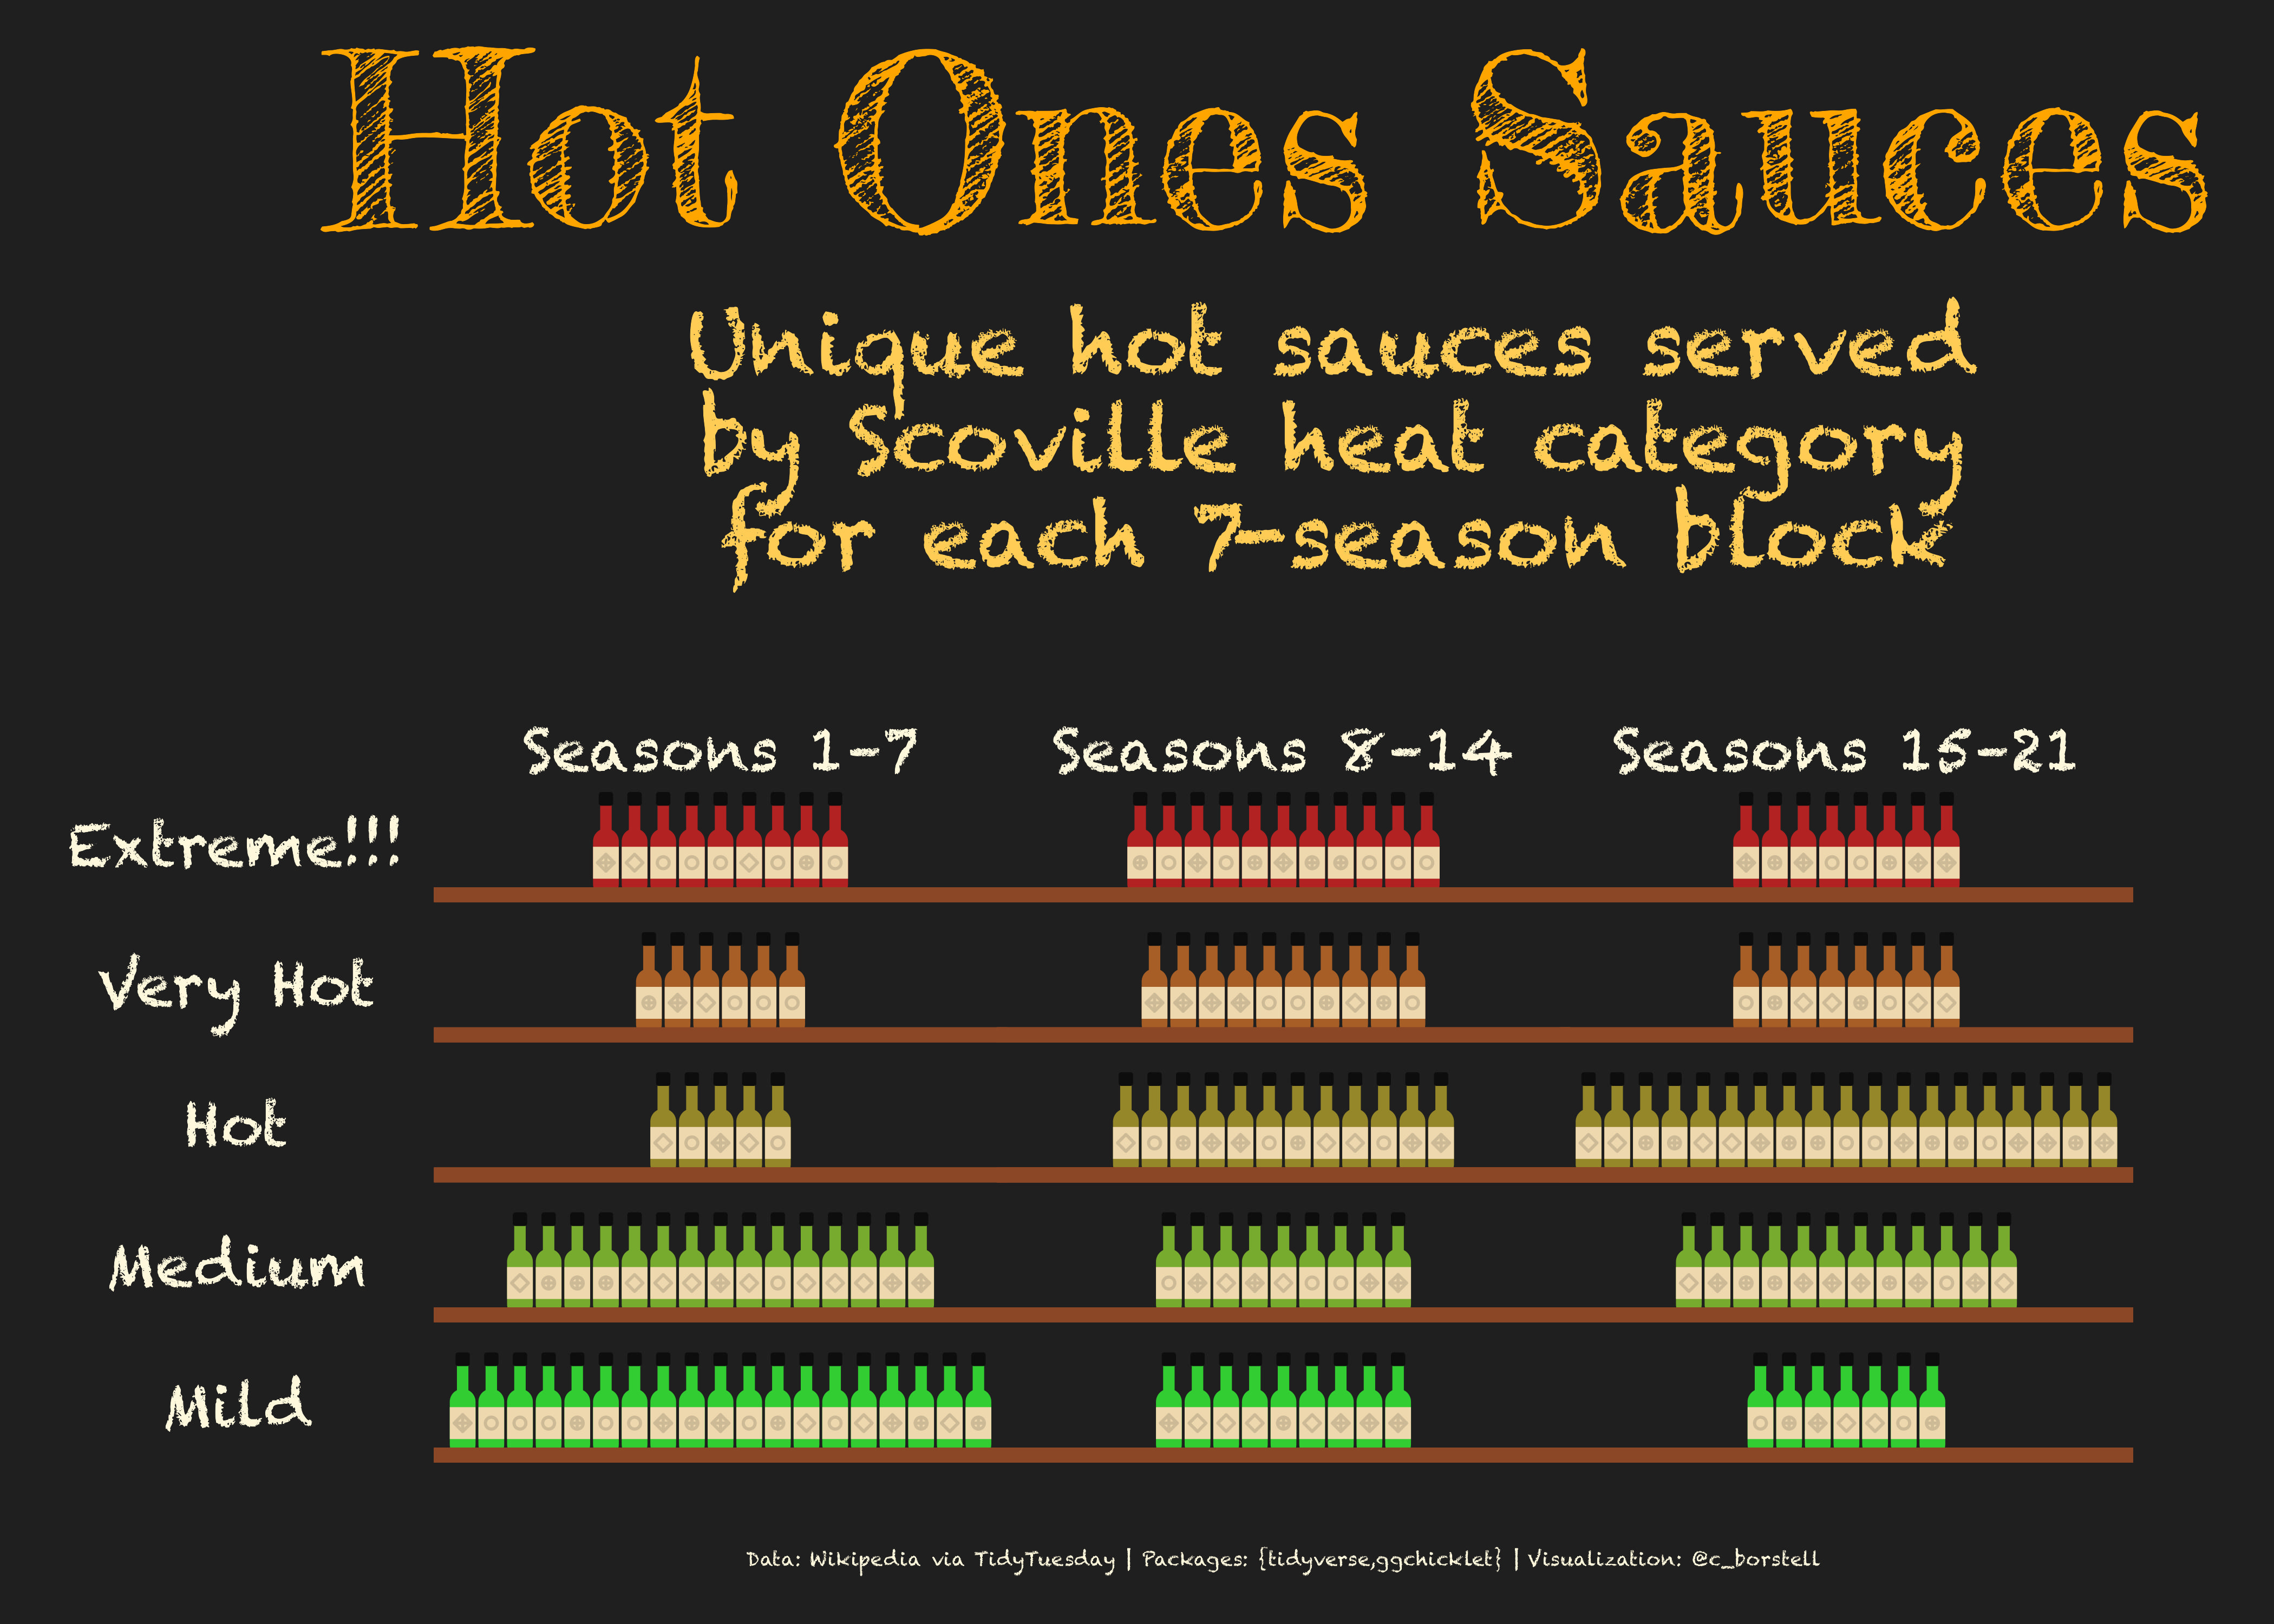 Hot Ones Sauces
Unique hot sauces served
by Scoville heat category
for each 7-season block
Seasons 1-7
Seasons 8-14
Seasons 15-21
Extreme!!!
Very Hot
Hot
Medium
Mild
Data: Wikipedia via TidyTuesday | Packages: {tidyverse,ggchicklet} | Visualization: @c_borstell